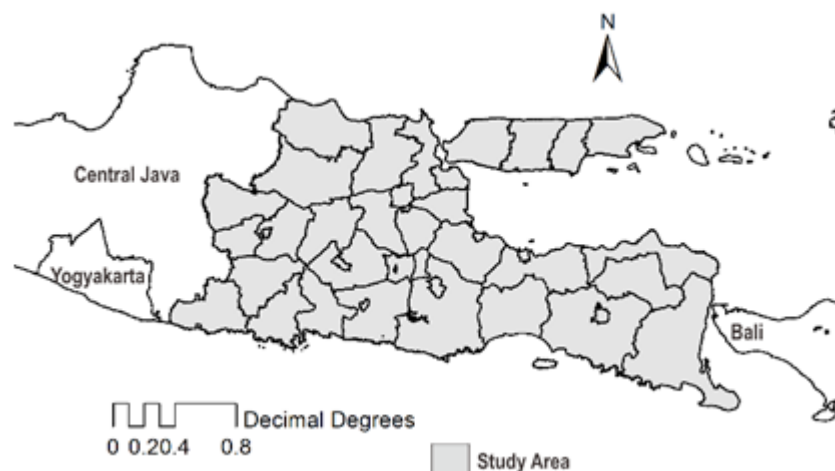 N
Central Java
Yogyakarta
Bali
Decimal Degrees
0 0.20.4 0.8
Study Area